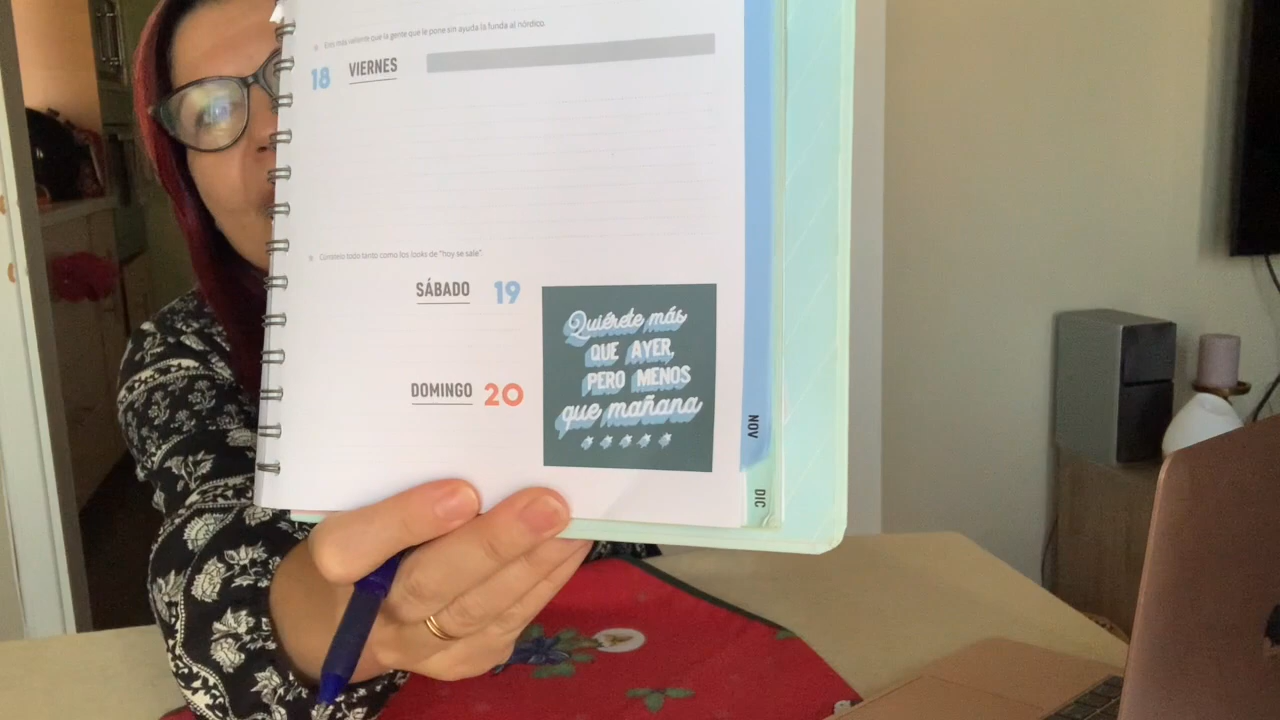 Eres más valiente que la gente que le pone sin ayuda la funda al nórdico.
18 VIERNES
Consíguelo todo tanto como los looks de "hoy se sale".
SÁBADO 19
DOMINGO 20
Quiérete más
QUE AYER,
PERO MENOS
que mañana
NOV
DIC